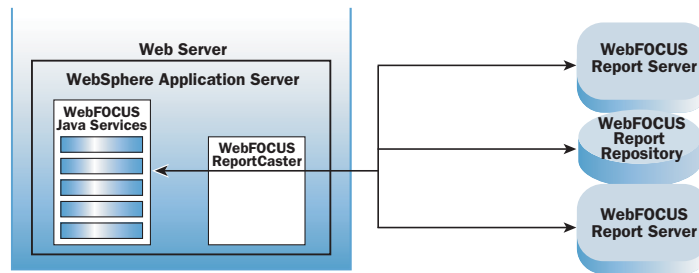 Web Server
WebSphere Application Server
WebFOCUS
Java Services
WebFOCUS
ReportCaster
WebFOCUS
Report Server
WebFOCUS
Report
Repository
WebFOCUS
Report Server